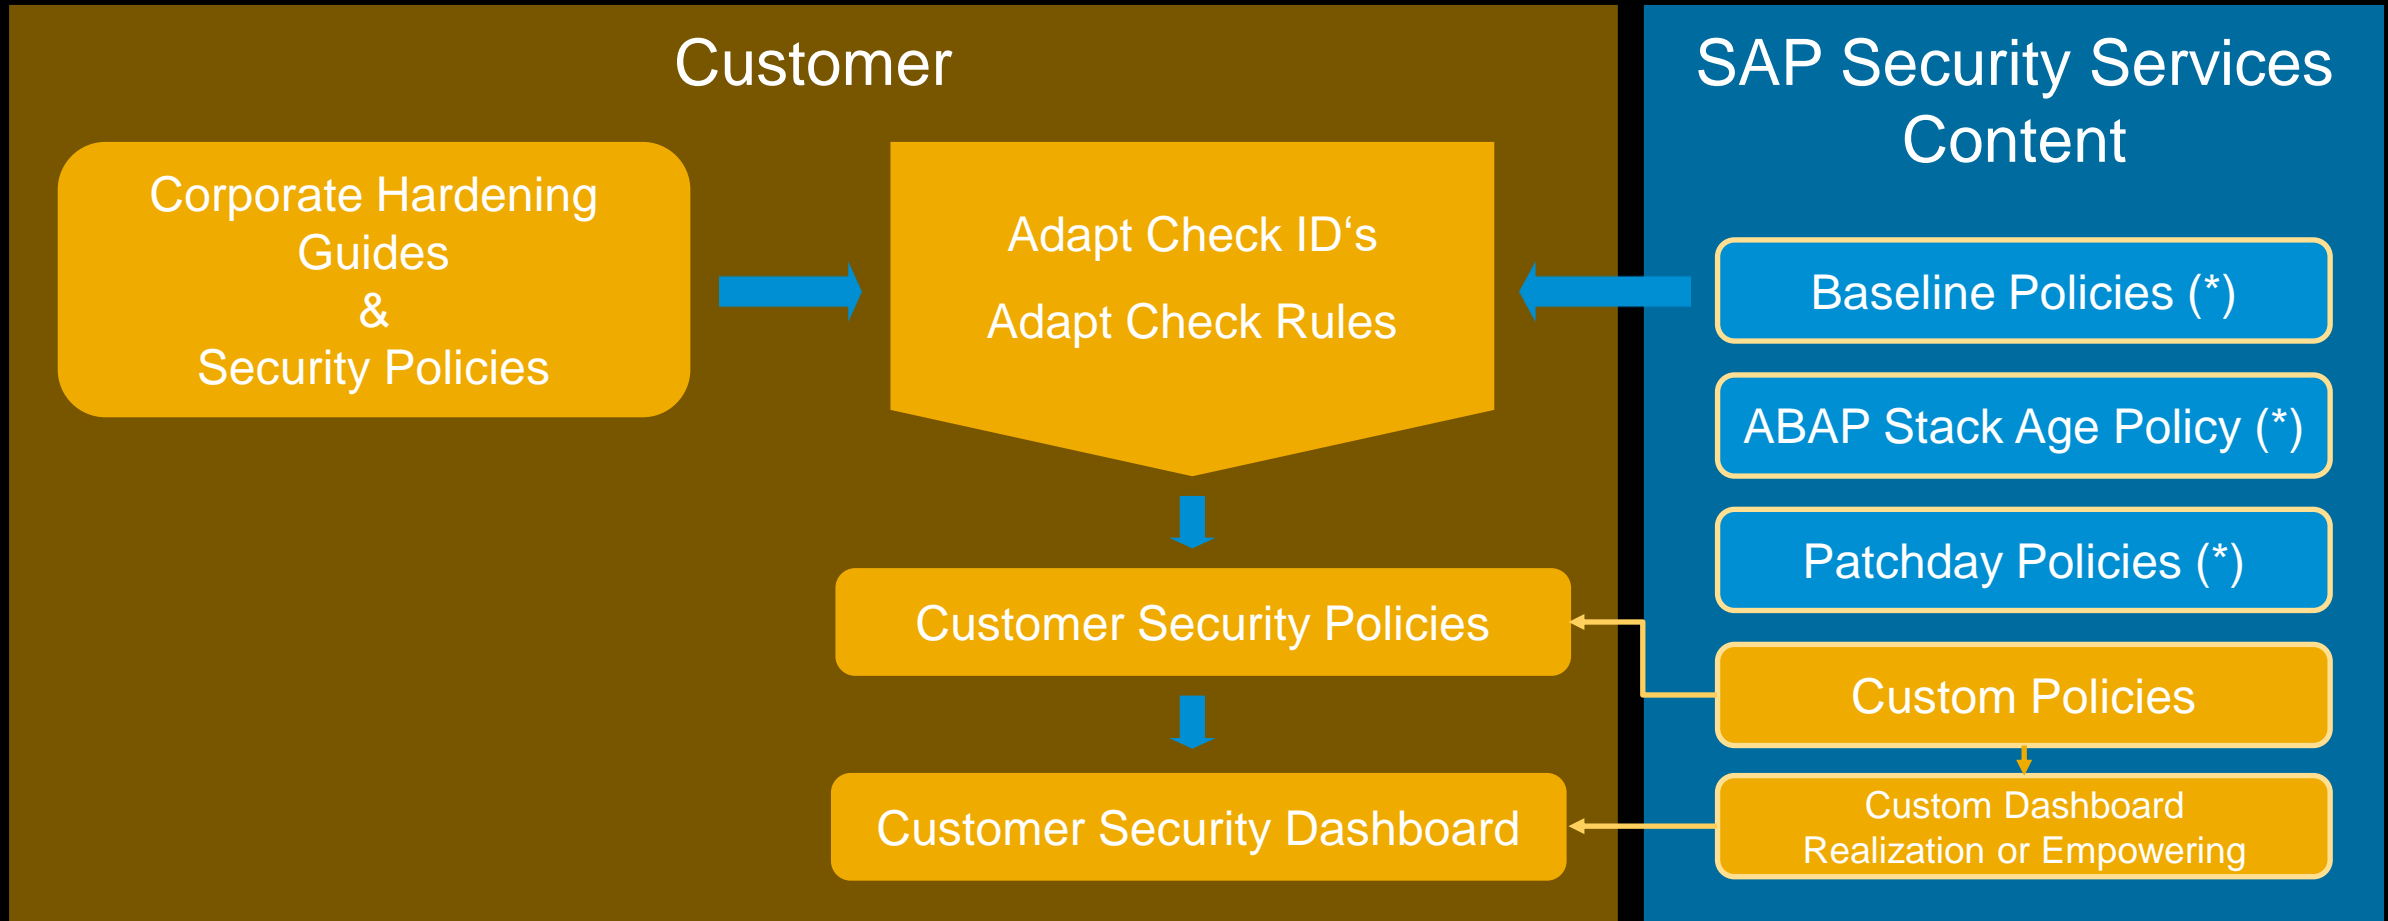 Customer
Corporate Hardening
Guides
&
Security Policies
Adapt Check ID‘s
Adapt Check Rules
Customer Security Policies
Customer Security Dashboard
SAP Security Services
Content
Baseline Policies (*)
ABAP Stack Age Policy (*)
Patchday Policies (*)
Custom Policies
Custom Dashboard
Realization or Empowering